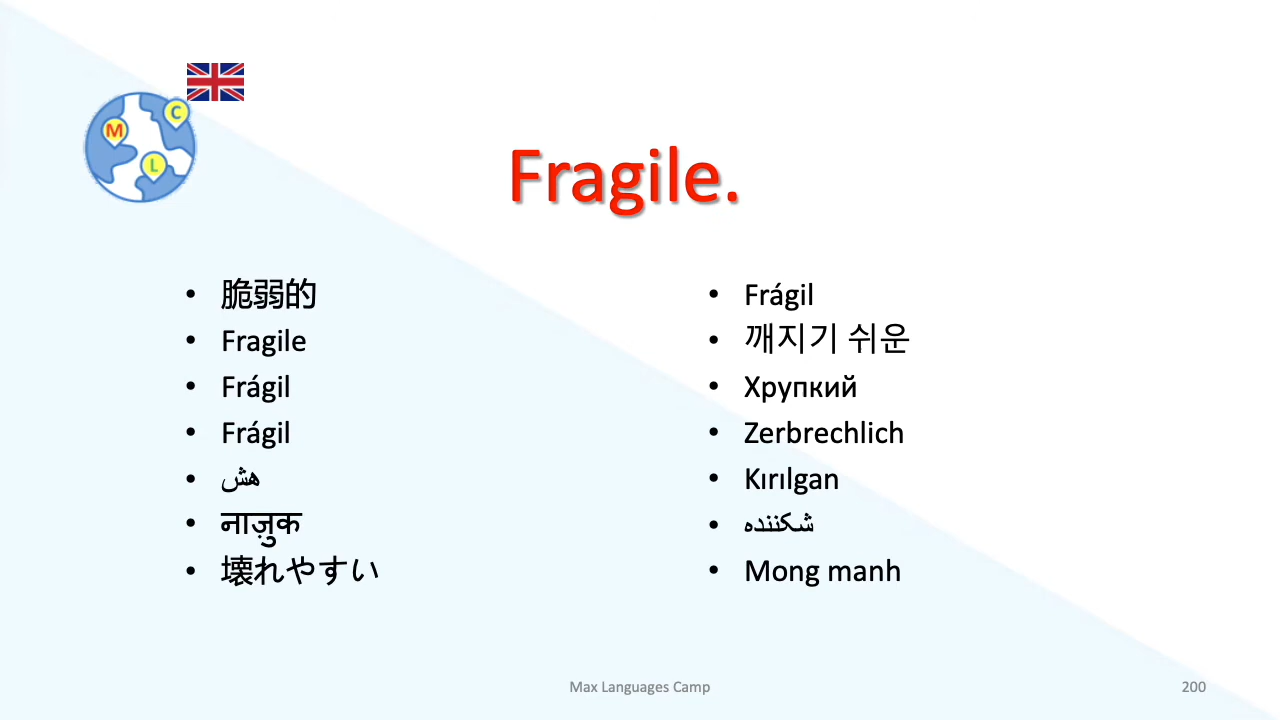 C
M
L
Fragile.
• 脆弱的
• Fragile
• Frágil
• Frágil
• هش
• नाज़ुक
• 壊れやすい
• Frágil
• 깨지기 쉬운
• Хрупкий
• Zerbrechlich
• Kırılgan
• شکننده
• Mong manh
Max Languages Camp
200